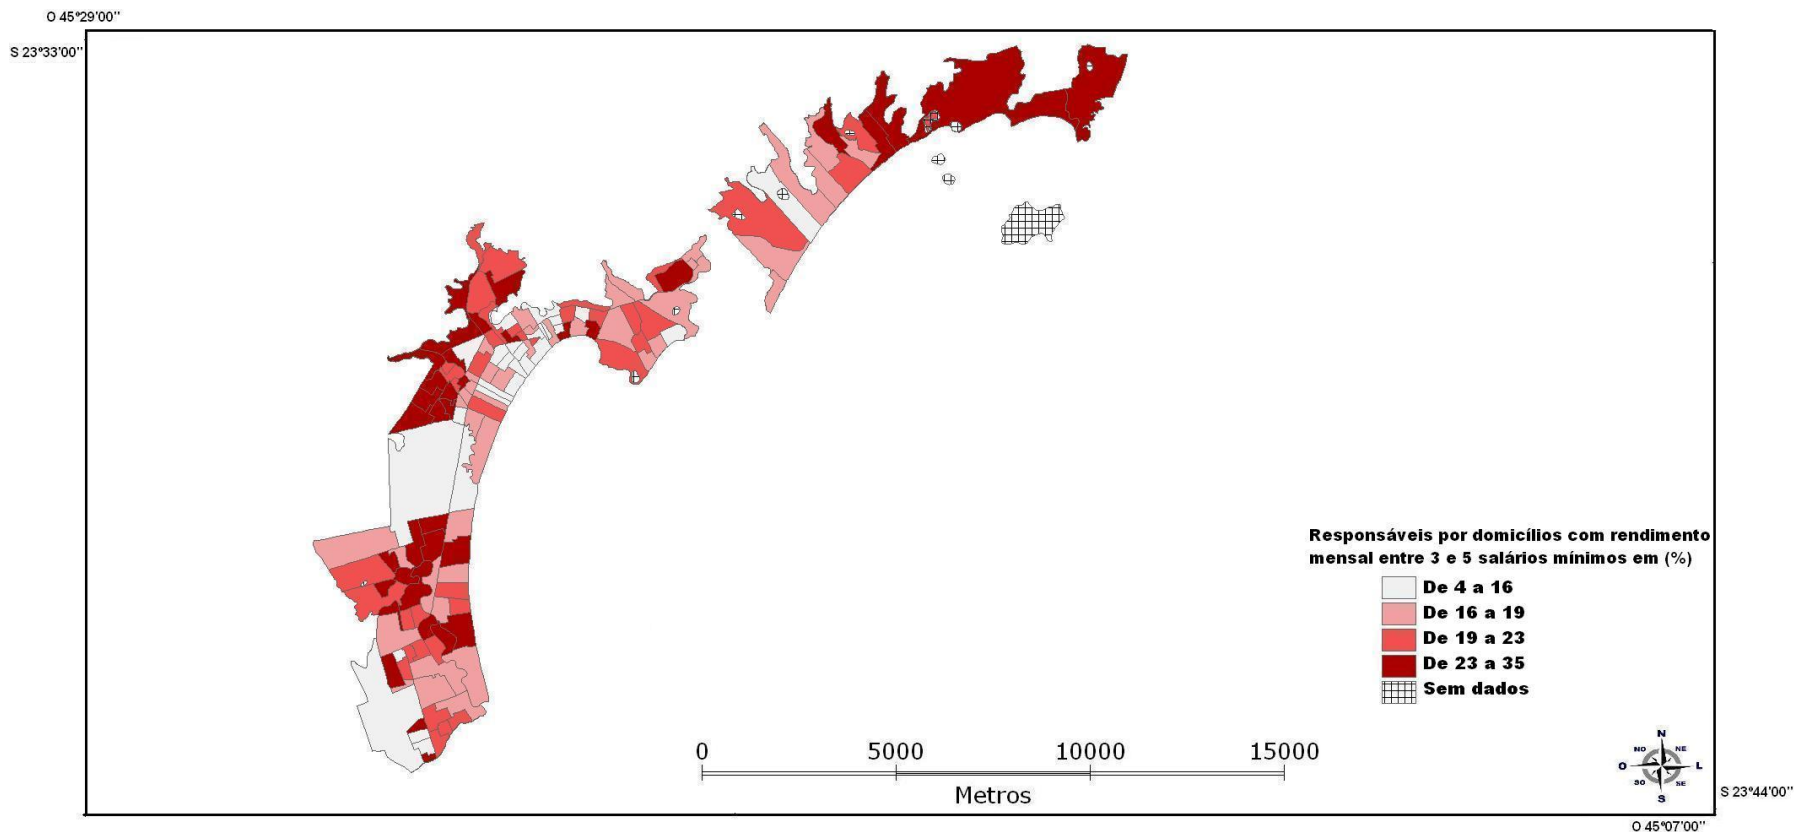 O 45°29'00"
S 23°33'00"
Responsáveis por domicílios com rendimento
mensal entre 3 e 5 salários mínimos em (%)
De 4 a 16
De 16 a 19
De 19 a 23
De 23 a 35
Sem dados
0 5000 10000 15000
Metros
N
NO NE
O L
SO SE
S
S 23°44'00"
O 45°07'00"